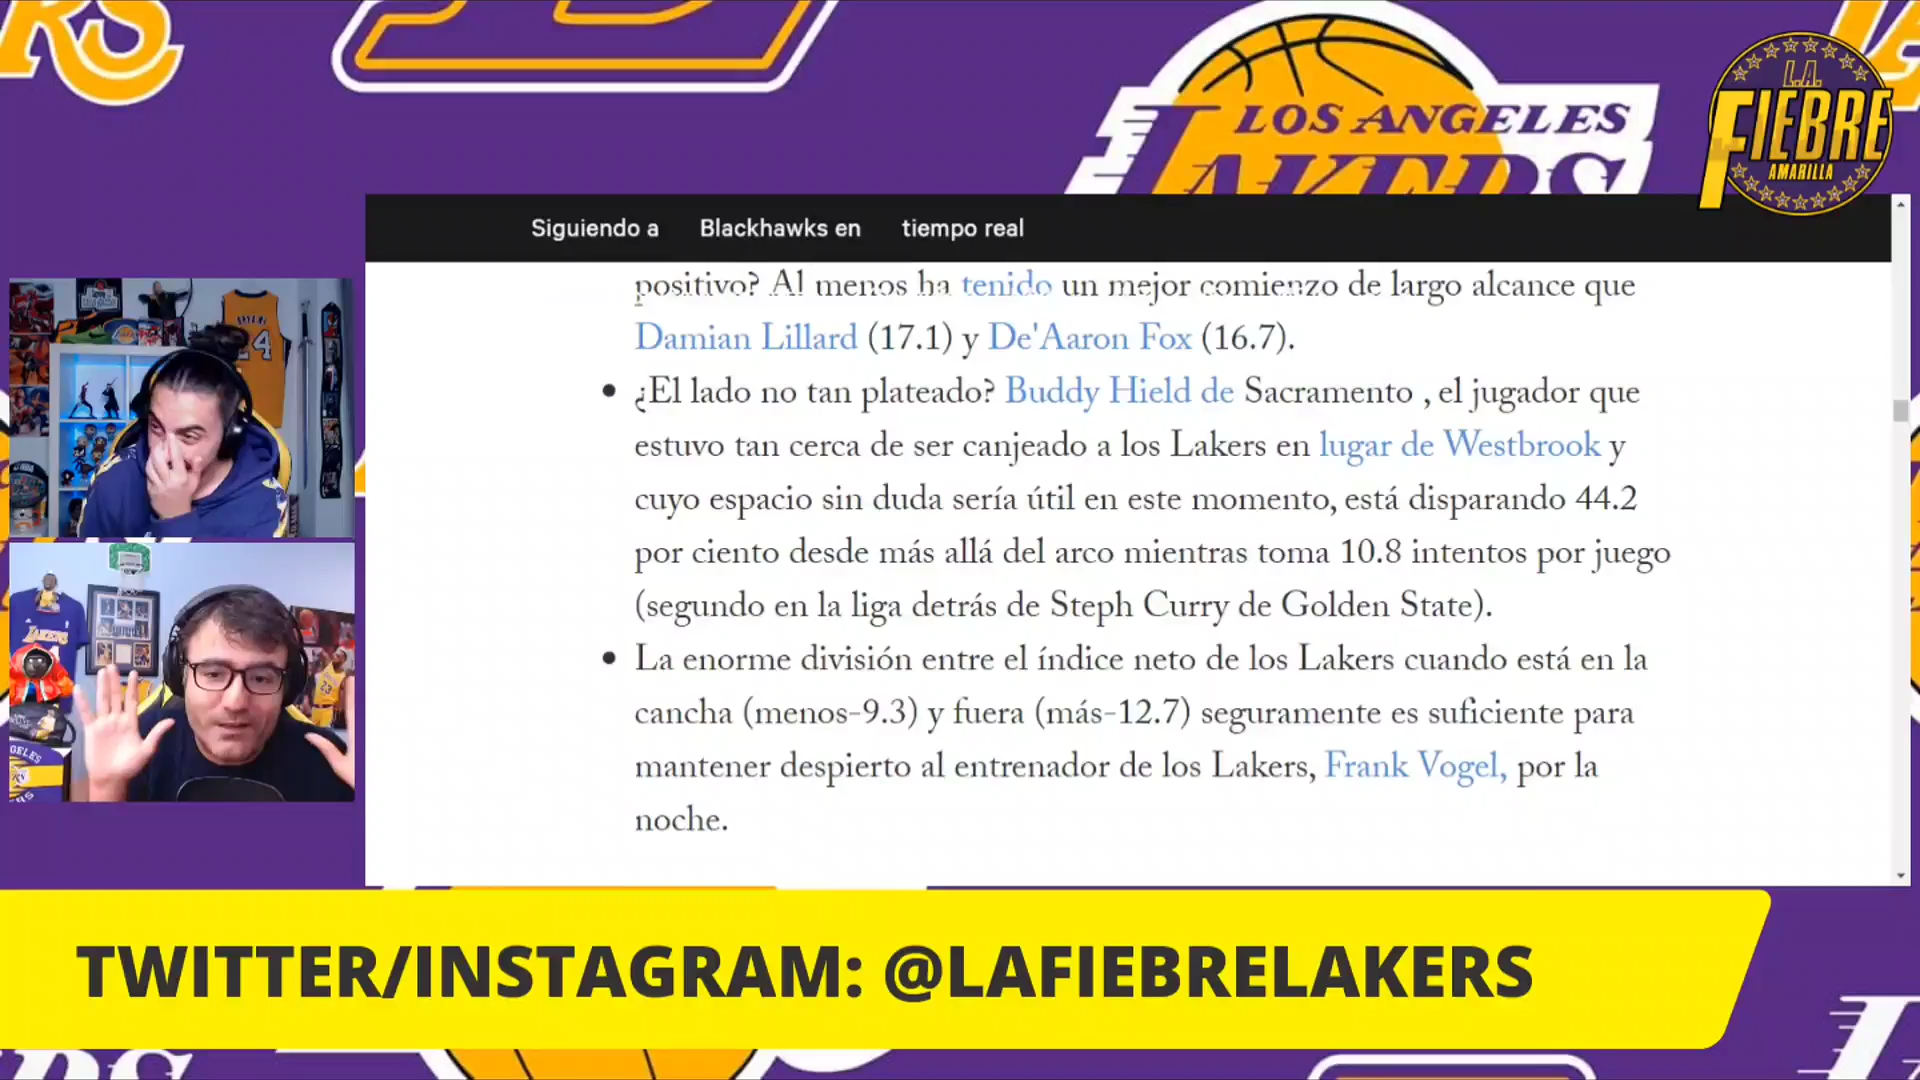 RS
LOS ANGELES
LAKERS
L.A.
FIEBRE
AMARILLA
Siguiendo a Blackhawks en tiempo real
positivo? Al menos ha tenido un mejor comienzo de largo alcance que
Damian Lillard (17.1) y De'Aaron Fox (16.7).
• ¿El lado no tan plateado? Buddy Hield de Sacramento , el jugador que
estuvo tan cerca de ser canjeado a los Lakers en lugar de Westbrook y
cuyo espacio sin duda sería útil en este momento, está disparando 44.2
por ciento desde más allá del arco mientras toma 10.8 intentos por juego
(segundo en la liga detrás de Steph Curry de Golden State).
• La enorme división entre el índice neto de los Lakers cuando está en la
cancha (menos-9.3) y fuera (más-12.7) seguramente es suficiente para
mantener despierto al entrenador de los Lakers, Frank Vogel, por la
noche.
24
LAKERS
23
TWITTER/INSTAGRAM: @LAFIEBRELAKERS